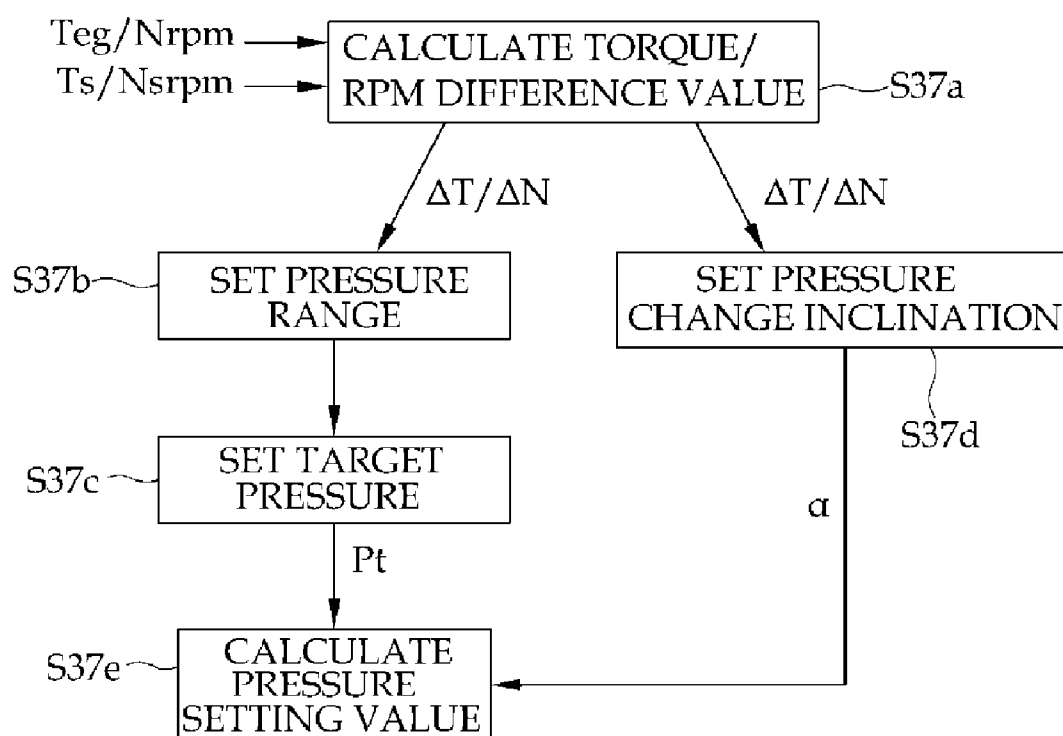 Teg/Nrpm
Ts/Nsrpm
CALCULATE TORQUE/
RPM DIFFERENCE VALUE
S37a
ΔT/ΔN
ΔT/ΔN
S37b
SET PRESSURE
RANGE
SET PRESSURE
CHANGE INCLINATION
S37d
S37c
SET TARGET
PRESSURE
α
Pt
S37e
CALCULATE
PRESSURE
SETTING VALUE